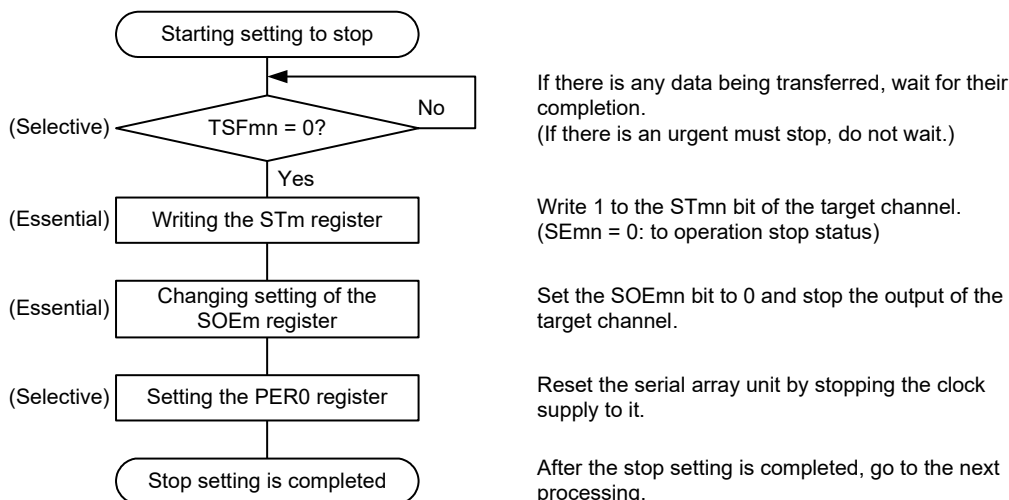 Starting setting to stop
(Selective)
TSFmn = 0?
No
If there is any data being transferred, wait for their
completion.
(If there is an urgent must stop, do not wait.)
Yes
(Essential)
Writing the STm register
Write 1 to the STmn bit of the target channel.
(SEmn = 0: to operation stop status)
(Essential)
Changing setting of the
SOEm register
Set the SOEmn bit to 0 and stop the output of the
target channel.
(Selective)
Setting the PER0 register
Reset the serial array unit by stopping the clock
supply to it.
Stop setting is completed
After the stop setting is completed, go to the next
processing.